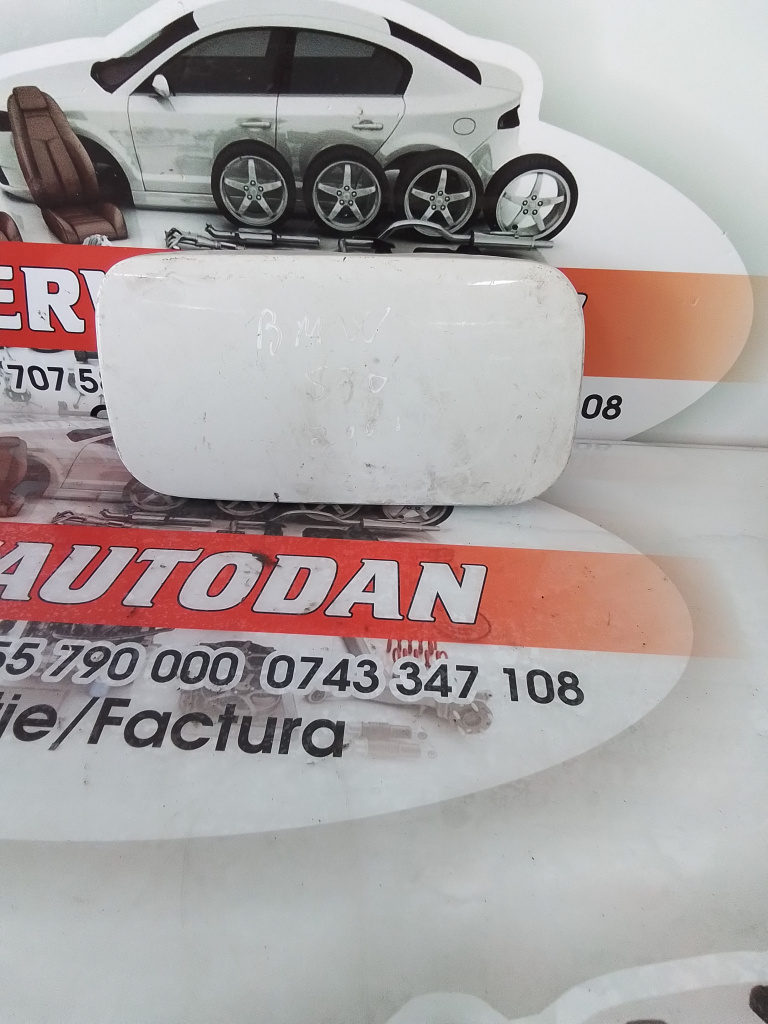 ERV
707 5
08
BMW
530
AUTODAN
55 790 000 0743 347 108
ie/Factura